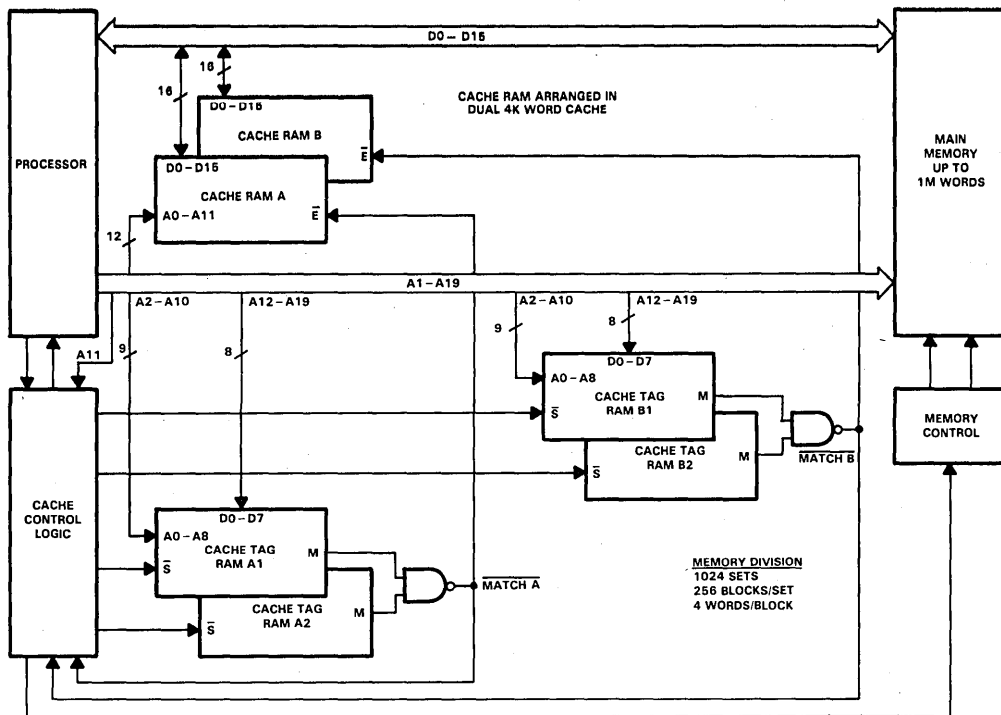 D0–D15
16
16
D0–D15
CACHE RAM B
E
CACHE RAM ARRANGED IN
DUAL 4K WORD CACHE
PROCESSOR
MAIN
MEMORY
UP TO
1M WORDS
D0–D15
CACHE RAM A
A0–A11
E
12
A1–A19
A2–A10
A12–A19
A2–A10
A12–A19
A11
9
8
9
8
D0–D7
A0–A8
CACHE TAG
RAM B1
M
S
CACHE TAG
RAM B2
M
S
MATCH B
MEMORY
CONTROL
CACHE
CONTROL
LOGIC
D0–D7
A0–A8
CACHE TAG
RAM A1
M
S
CACHE TAG
RAM A2
M
S
MATCH A
MEMORY DIVISION
1024 SETS
256 BLOCKS/SET
4 WORDS/BLOCK